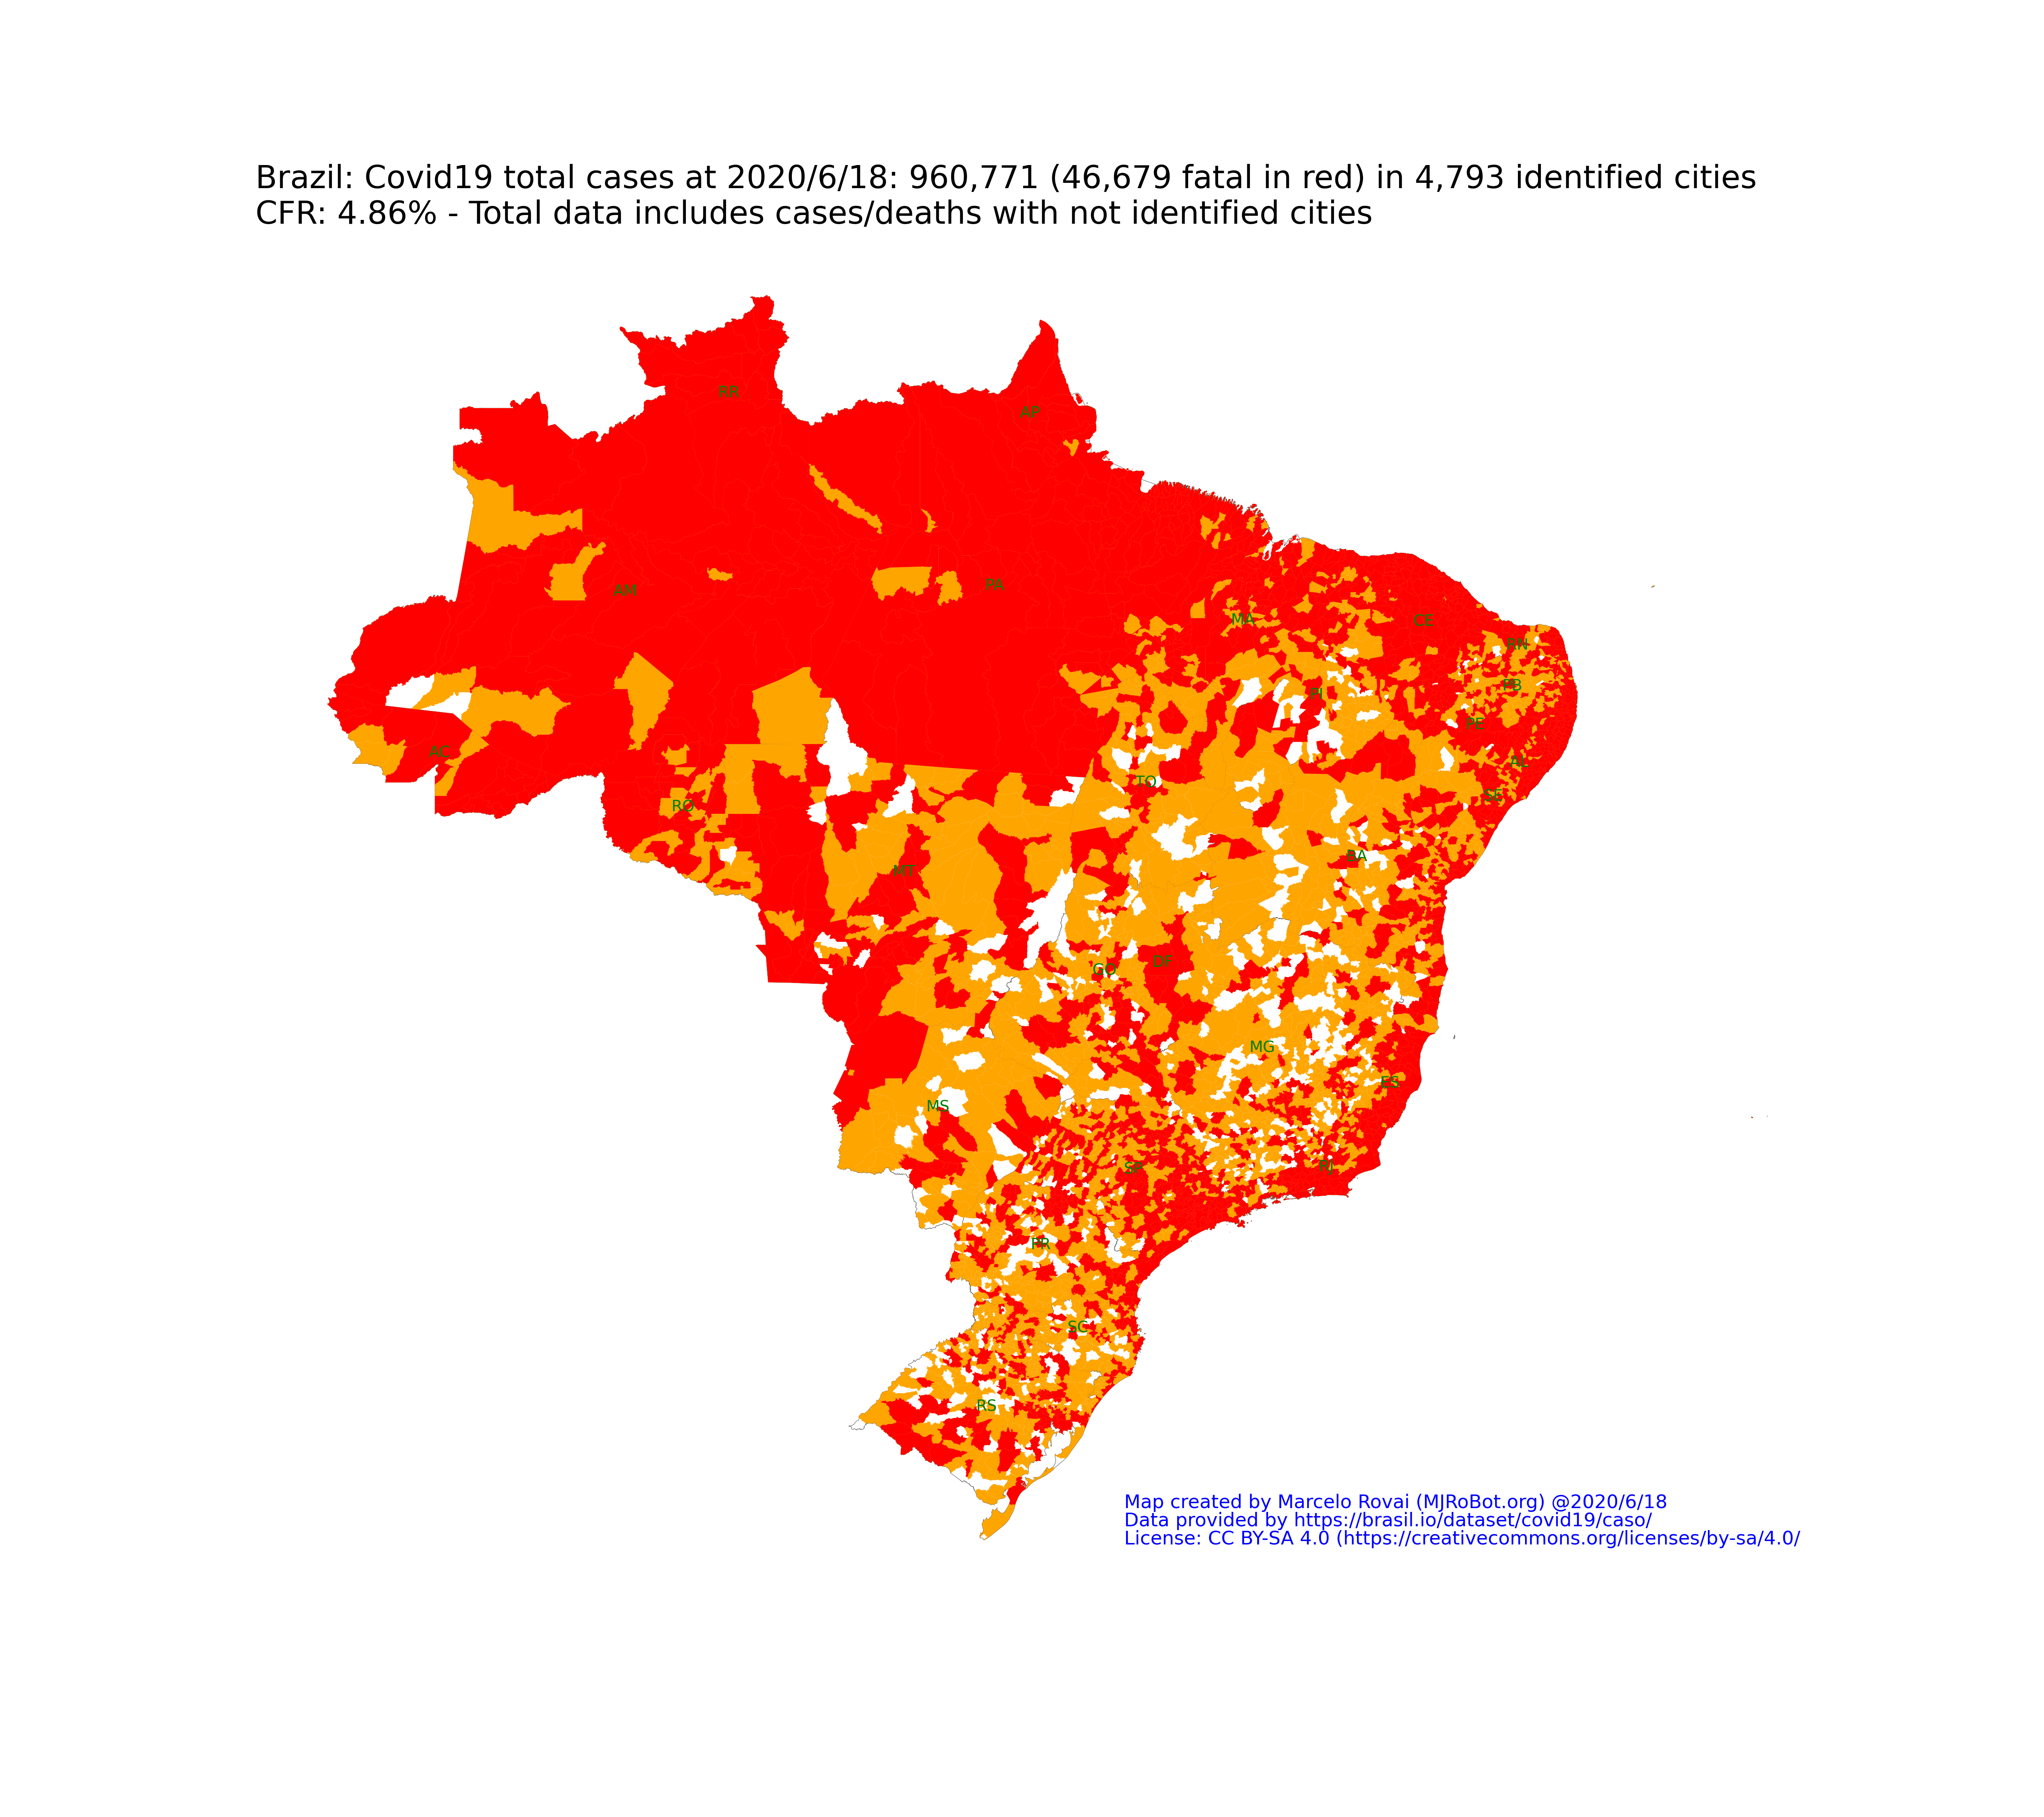 Brazil: Covid19 total cases at 2020/6/18: 960,771 (46,679 fatal in red) in 4,793 identified cities
CFR: 4.86% - Total data includes cases/deaths with not identified cities
RR
AP
AM
PA
MA
CE
RN
PI
PB
PE
AC
AL
TO
SE
RO
BA
MT
DF
GO
MG
ES
MS
SP
RJ
PR
SC
RS
Map created by Marcelo Rovai (MJRoBot.org) @2020/6/18
Data provided by https://brasil.io/dataset/covid19/caso/
License: CC BY-SA 4.0 (https://creativecommons.org/licenses/by-sa/4.0/